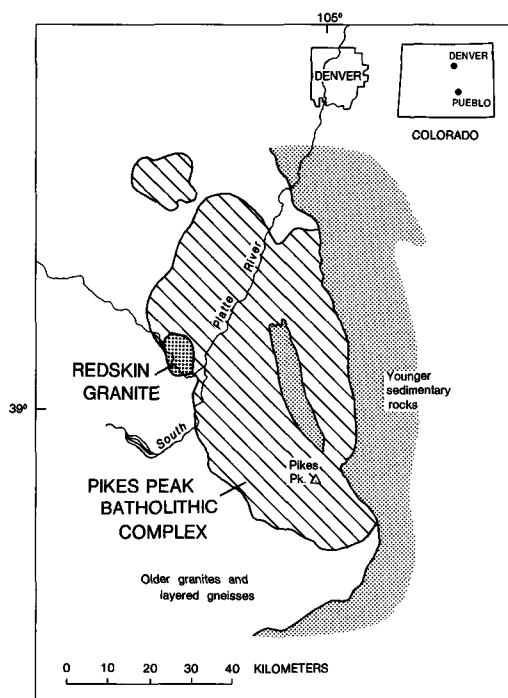 105°
DENVER
DENVER
PUEBLO
COLORADO
River
Platte
South
REDSKIN
GRANITE
39°
Younger
sedimentary
rocks
Pikes
Pk.
PIKES PEAK
BATHOLITHIC
COMPLEX
Older granites and
layered gneisses
0 10 20 30 40 KILOMETERS